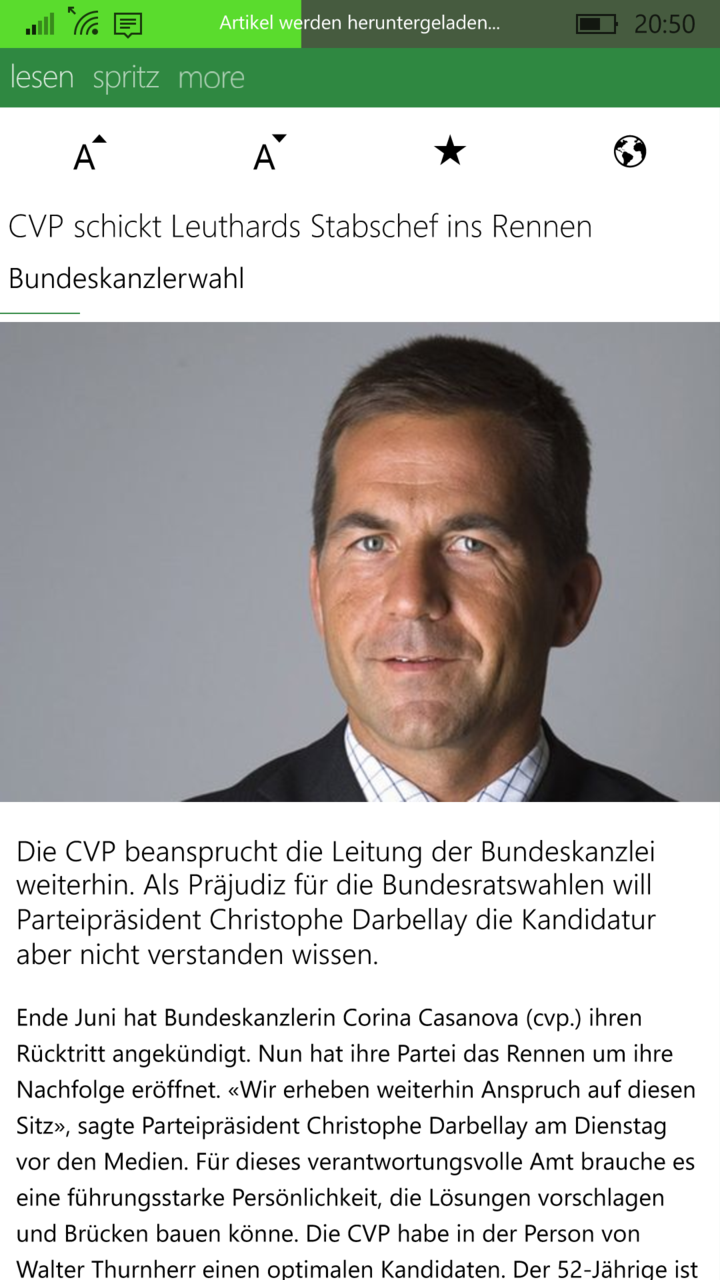 Artikel werden heruntergeladen...
20:50
lesen spritz more
A A
CVP schickt Leuthards Stabschef ins Rennen
Bundeskanzlerwahl
Die CVP beansprucht die Leitung der Bundeskanzlei
weiterhin. Als Präjudiz für die Bundesratswahlen will
Parteipräsident Christophe Darbellay die Kandidatur
aber nicht verstanden wissen.
Ende Juni hat Bundeskanzlerin Corina Casanova (cvp.) ihren
Rücktritt angekündigt. Nun hat ihre Partei das Rennen um ihre
Nachfolge eröffnet. «Wir erheben weiterhin Anspruch auf diesen
Sitz», sagte Parteipräsident Christophe Darbellay am Dienstag
vor den Medien. Für dieses verantwortungsvolle Amt brauche es
eine führungsstarke Persönlichkeit, die Lösungen vorschlagen
und Brücken bauen könne. Die CVP habe in der Person von
Walter Thurnherr einen optimalen Kandidaten. Der 52-Jährige ist